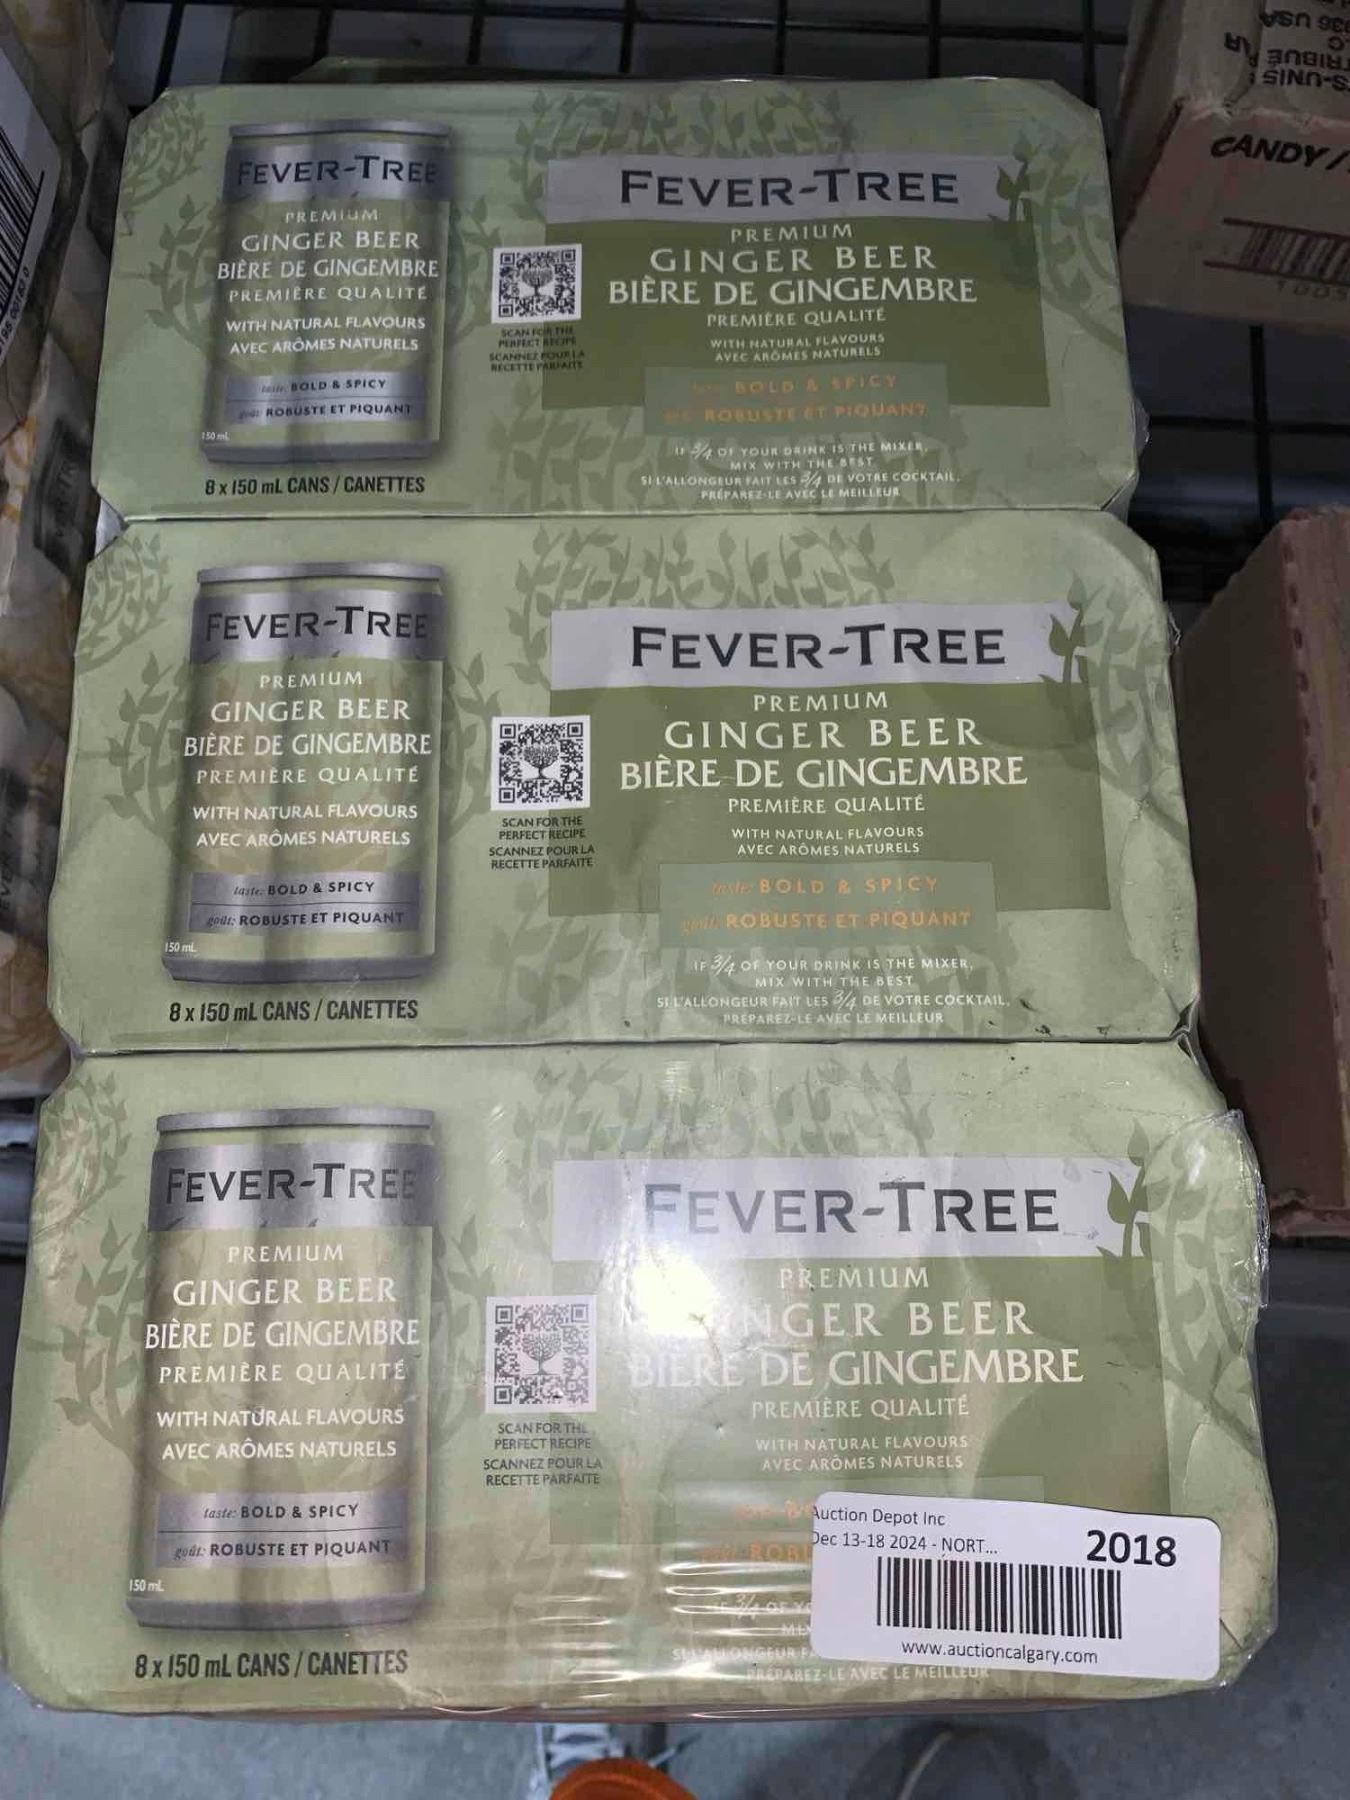 FEVER-TREE
PREMIUM
GINGER BEER
BIÈRE DE GINGEMBRE
PREMIÈRE QUALITÉ
WITH NATURAL FLAVOURS
AVEC ARÔMES NATURELS
taste: BOLD & SPICY
goût: ROBUSTE ET PIQUANT
150 mL
8 x 150 mL CANS / CANETTES
SCAN FOR THE
PERFECT RECIPE
SCANNEZ POUR LA
RECETTE PARFAITE
FEVER-TREE
PREMIUM
GINGER BEER
BIÈRE DE GINGEMBRE
PREMIÈRE QUALITÉ
WITH NATURAL FLAVOURS
AVEC ARÔMES NATURELS
BOLD & SPICY
ROBUSTE ET PIQUANT
IF 3/4 OF YOUR DRINK IS THE MIXER,
MIX WITH THE BEST
SI L'ALLONGEUR FAIT LES 3/4 DE VOTRE COCKTAIL,
PRÉPAREZ-LE AVEC LE MEILLEUR
FEVER-TREE
PREMIUM
GINGER BEER
BIÈRE DE GINGEMBRE
PREMIÈRE QUALITÉ
WITH NATURAL FLAVOURS
AVEC ARÔMES NATURELS
taste: BOLD & SPICY
goût: ROBUSTE ET PIQUANT
150 mL
8 x 150 mL CANS / CANETTES
SCAN FOR THE
PERFECT RECIPE
SCANNEZ POUR LA
RECETTE PARFAITE
FEVER-TREE
PREMIUM
GINGER BEER
BIÈRE DE GINGEMBRE
PREMIÈRE QUALITÉ
WITH NATURAL FLAVOURS
AVEC ARÔMES NATURELS
taste: BOLD & SPICY
goût: ROBUSTE ET PIQUANT
IF 3/4 OF YOUR DRINK IS THE MIXER,
MIX WITH THE BEST
SI L'ALLONGEUR FAIT LES 3/4 DE VOTRE COCKTAIL,
PRÉPAREZ-LE AVEC LE MEILLEUR
FEVER-TREE
PREMIUM
GINGER BEER
BIÈRE DE GINGEMBRE
PREMIÈRE QUALITÉ
WITH NATURAL FLAVOURS
AVEC ARÔMES NATURELS
taste: BOLD & SPICY
goût: ROBUSTE ET PIQUANT
150 mL
8 x 150 mL CANS / CANETTES
SCAN FOR THE
PERFECT RECIPE
SCANNEZ POUR LA
RECETTE PARFAITE
FEVER-TREE
PREMIUM
GINGER BEER
BIÈRE DE GINGEMBRE
PREMIÈRE QUALITÉ
WITH NATURAL FLAVOURS
AVEC ARÔMES NATURELS
3/4 OF
PRÉPAREZ-LE AVEC LE MEILLEUR
Auction Depot Inc
Dec 13-18 2024 - NORT...
2018
www.auctioncalgary.com
CANDY /